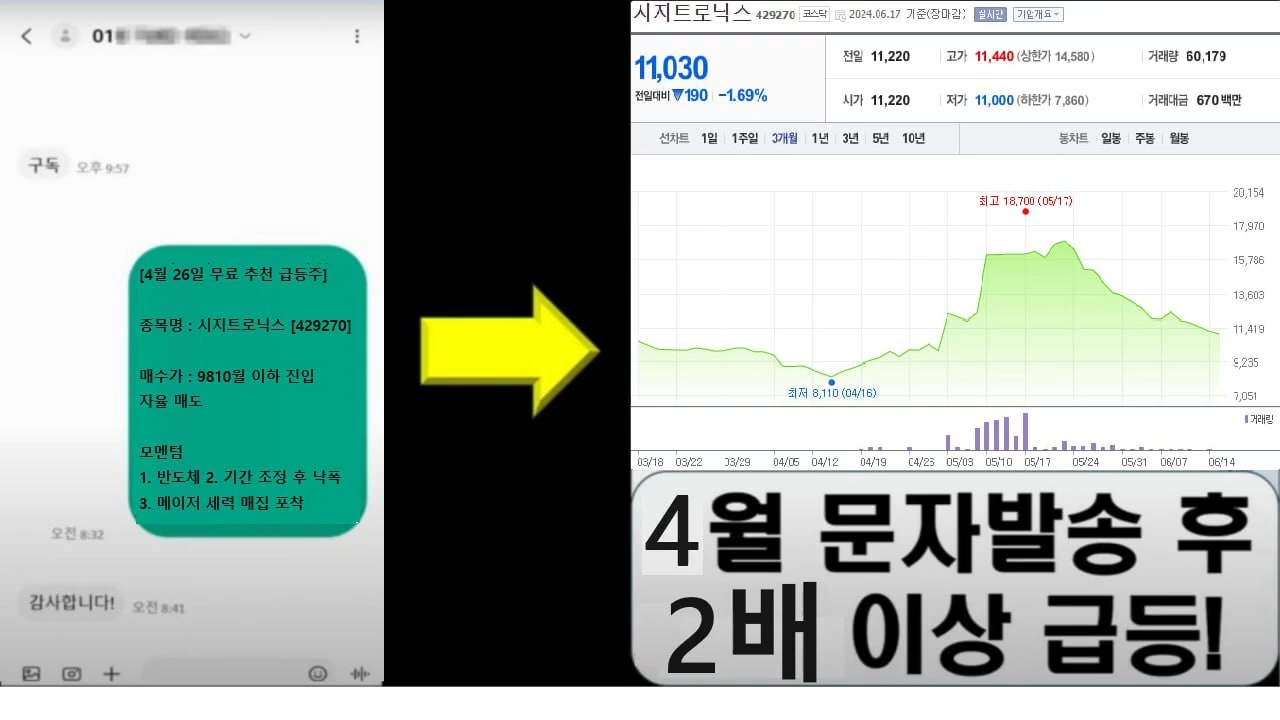 01
구독
오후 9:57
[4월 26일 무료 추천 급등주]
종목명 : 시지트로닉스 [429270]
매수가 : 9810월 이하 진입
자율 매도
모멘텀
1. 반도체 2. 기간 조정 후 낙폭
3. 메이저 세력 매집 포착
오전 8:32
감사합니다!
오전 8:41
시지트로닉스 429270 코스닥 2024.06.17 기준(장마감) 실시간 기업개요
11,030
전일대비 ▼190 -1.69%
전일 11,220 고가 11,440 (상한가 14,580) 거래량 60,179
시가 11,220 저가 11,000 (하한가 7,860) 거래대금 670 백만
선차트 1일 1주일 3개월 1년 3년 5년 10년 봉차트 일봉 주봉 월봉
최고 18,700 (05/17)
최저 8,110 (04/16)
20,154
17,970
15,786
13,603
11,419
9,235
7,051
거래량
03/18 03/22 03/29 04/05 04/12 04/19 04/26 05/03 05/10 05/17 05/24 05/31 06/07 06/14
4월 문자발송 후
2배 이상 급등!